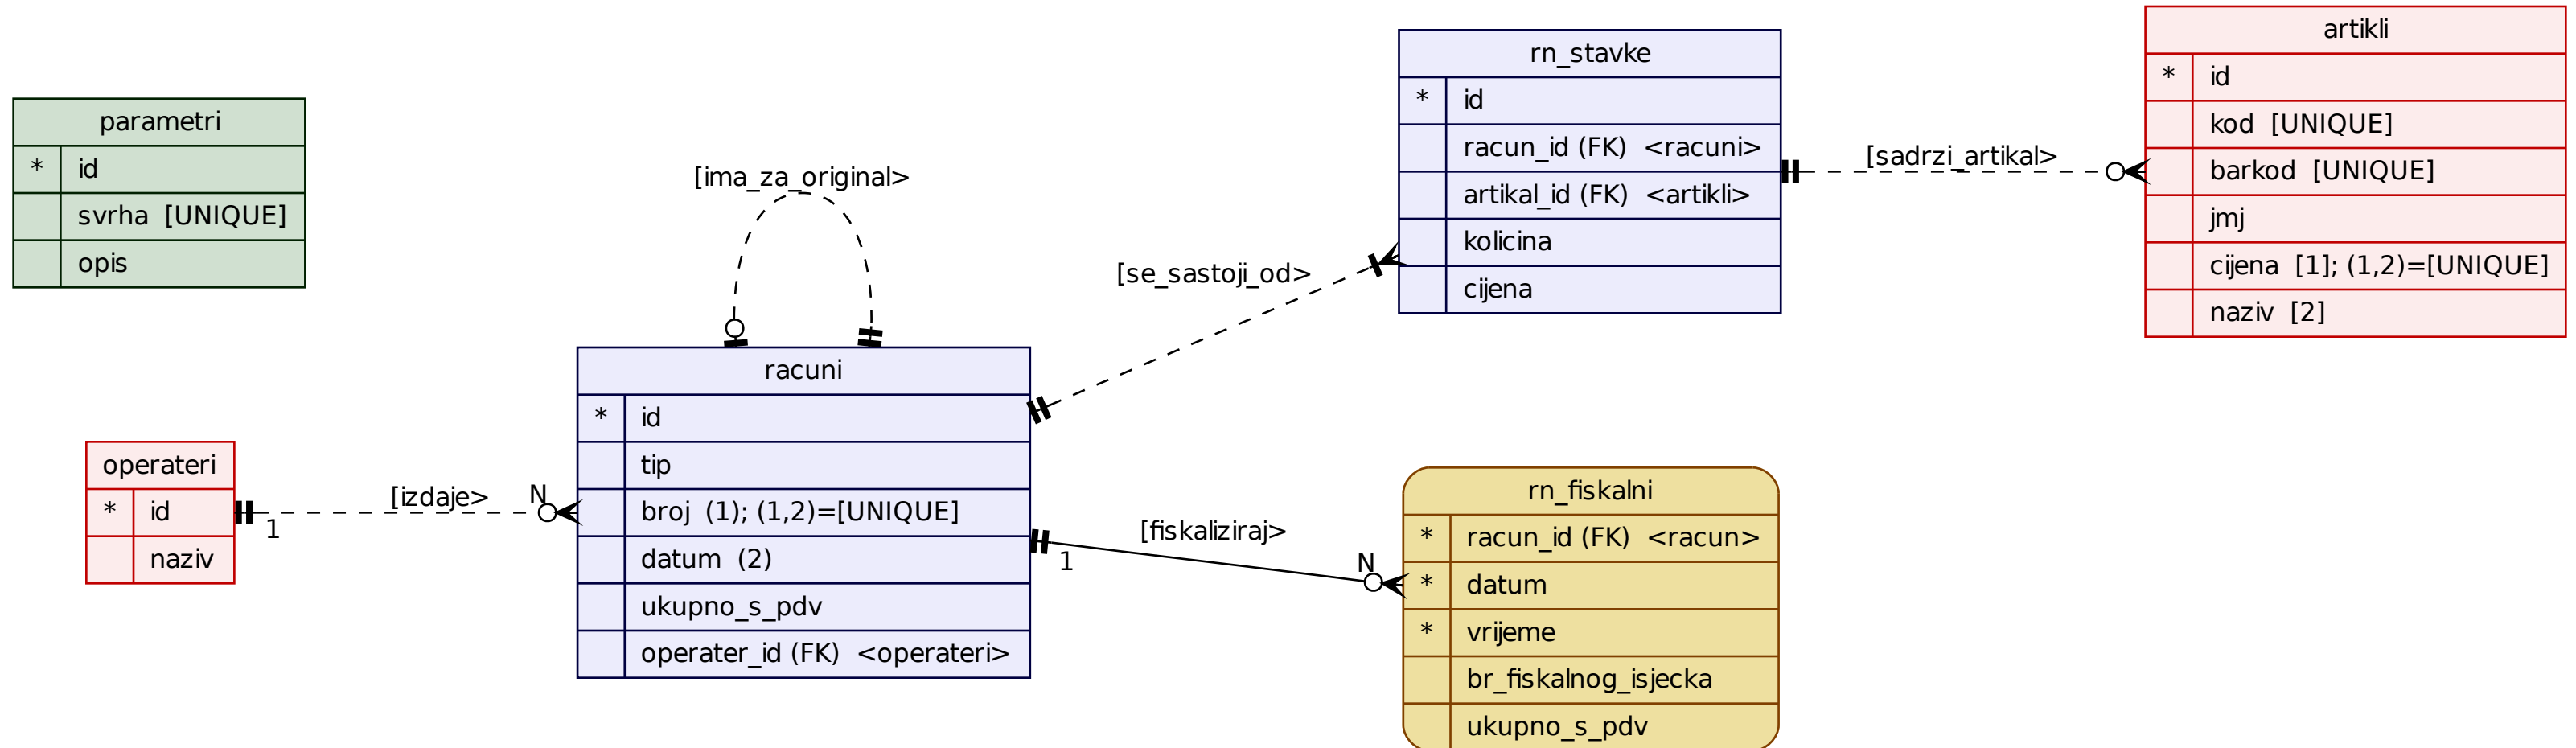 parametri
* id
svrha [UNIQUE]
opis
operateri
* id
naziv
1
[izdaje>
N
[ima_za_original>
racuni
* id
tip
broj (1); (1,2)=[UNIQUE]
datum (2)
ukupno_s_pdv
operater_id (FK) <operateri>
[se_sastoji_od>
1
[fiskaliziraj>
N
rn_stavke
* id
racun_id (FK) <racuni>
artikal_id (FK) <artikli>
kolicina
cijena
rn_fiskalni
* racun_id (FK) <racun>
* datum
* vrijeme
br_fiskalnog_isjecka
ukupno_s_pdv
[sadrzi_artikal>
artikli
* id
kod [UNIQUE]
barkod [UNIQUE]
jmj
cijena [1]; (1,2)=[UNIQUE]
naziv [2]